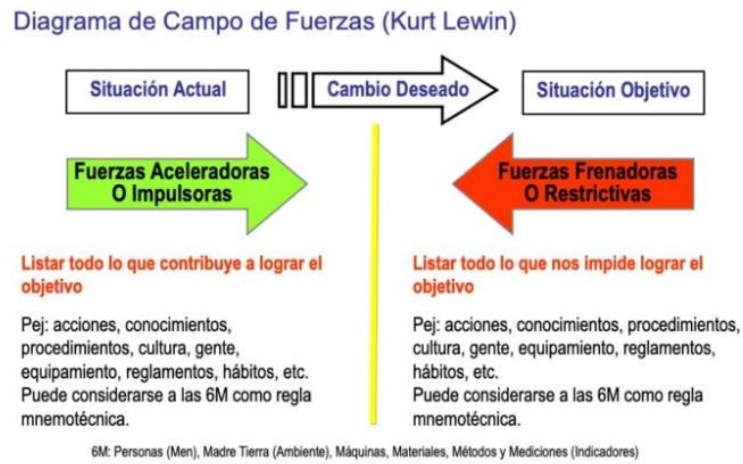 Diagrama de Campo de Fuerzas (Kurt Lewin)
Situación Actual
Cambio Deseado
Situación Objetivo
Fuerzas Aceleradoras
O Impulsoras
Fuerzas Frenadoras
O Restrictivas
Listar todo lo que contribuye a lograr el
objetivo
Pej: acciones, conocimientos,
procedimientos, cultura, gente,
equipamiento, reglamentos, hábitos, etc.
Puede considerarse a las 6M como regla
mnemotécnica.
Listar todo lo que nos impide lograr el
objetivo
Pej: acciones, conocimientos, procedimientos,
cultura, gente, equipamiento, reglamentos,
hábitos, etc.
Puede considerarse a las 6M como regla
mnemotécnica.
6M: Personas (Men), Madre Tierra (Ambiente), Máquinas, Materiales, Métodos y Mediciones (Indicadores)